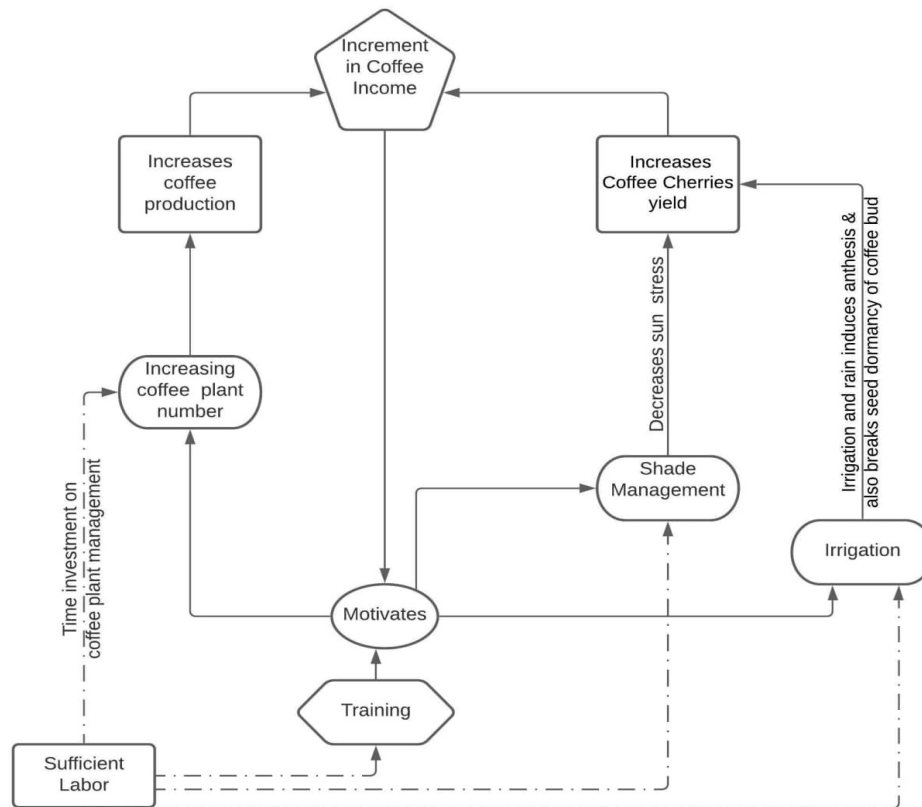 Increment
in Coffee
Income
Increases
coffee
production
Increases
Coffee Cherries
yield
Irrigation and rain induces anthesis &
also breaks seed dormancy of coffee bud
Decreases sun stress
Increasing
coffee plant
number
Shade
Management
Irrigation
Time investment on
coffee plant management
Motivates
Training
Sufficient
Labor